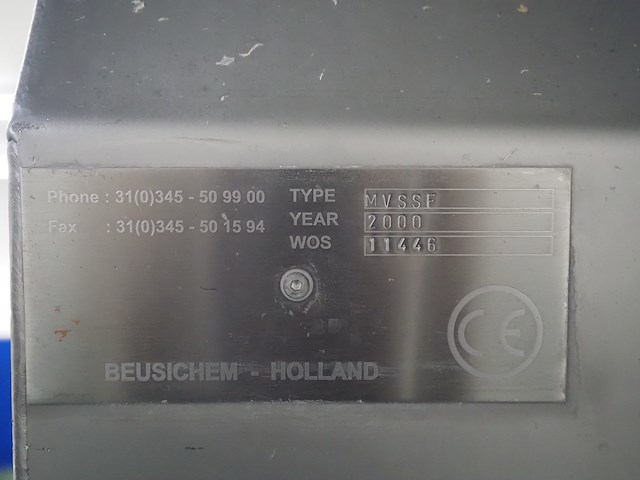 Phone : 31(0)345 - 50 99 00
Fax : 31(0)345 - 50 15 94
TYPE MVSSF
YEAR 2000
WOS 11446
CE
BEUSICHEM - HOLLAND